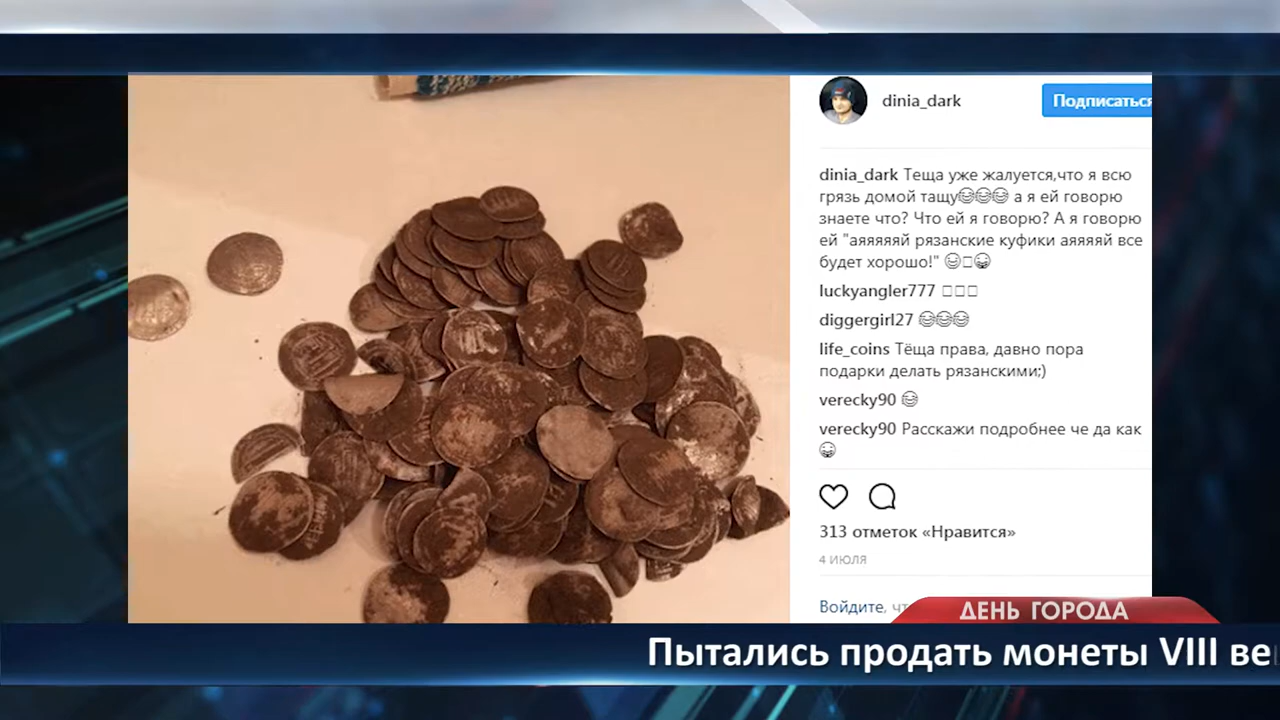 dinia_dark
Подписаться
dinia_dark Теща уже жалуется,что я всю
грязь домой тащу😂😂😂 а я ей говорю
знаете что? Что ей я говорю? А я говорю
ей "аяяяяяй рязанские куфики аяяяяй все
будет хорошо!" 😂□😂
luckyangler777 □□□
diggergirl27 😂😂😂
life_coins Тёща права, давно пора
подарки делать рязанскими;)
verecky90 😂
verecky90 Расскажи подробнее че да как
😂
313 отметок «Нравится»
4 ИЮЛЯ
Войдите, чт
ДЕНЬ ГОРОДА
Пытались продать монеты VIII ве